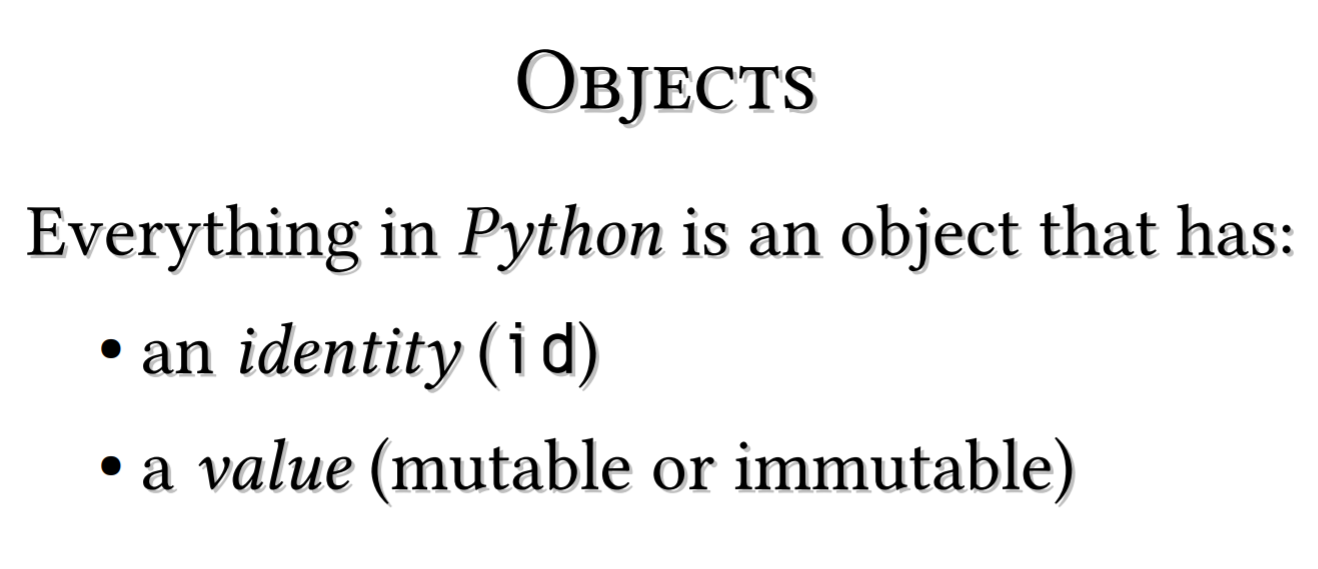 Objects
Everything in Python is an object that has:
• an identity (id)
• a value (mutable or immutable)